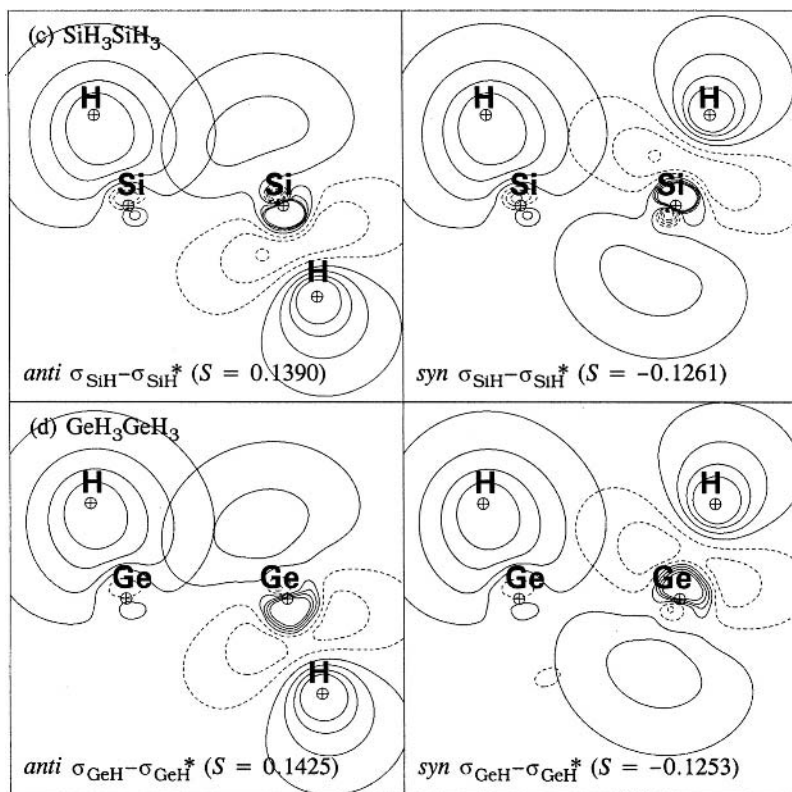 (c) SiH₃SiH₃
H
H
Si
Si
Si
Si
H
anti σSiH–σSiH* (S = 0.1390)
syn σSiH–σSiH* (S = –0.1261)
(d) GeH₃GeH₃
H
H
H
Ge
Ge
Ge
Ge
H
anti σGeH–σGeH* (S = 0.1425)
syn σGeH–σGeH* (S = –0.1253)